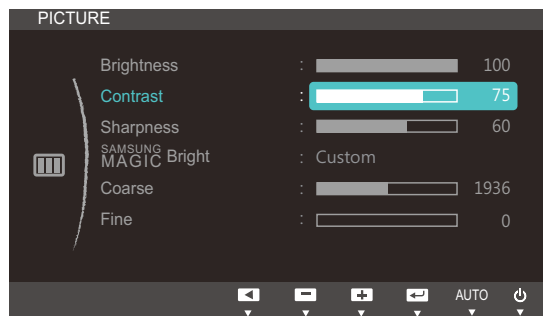 PICTURE
Brightness : 100
Contrast : 75
Sharpness : 60
SAMSUNG MAGIC Bright : Custom
Coarse : 1936
Fine : 0
AUTO